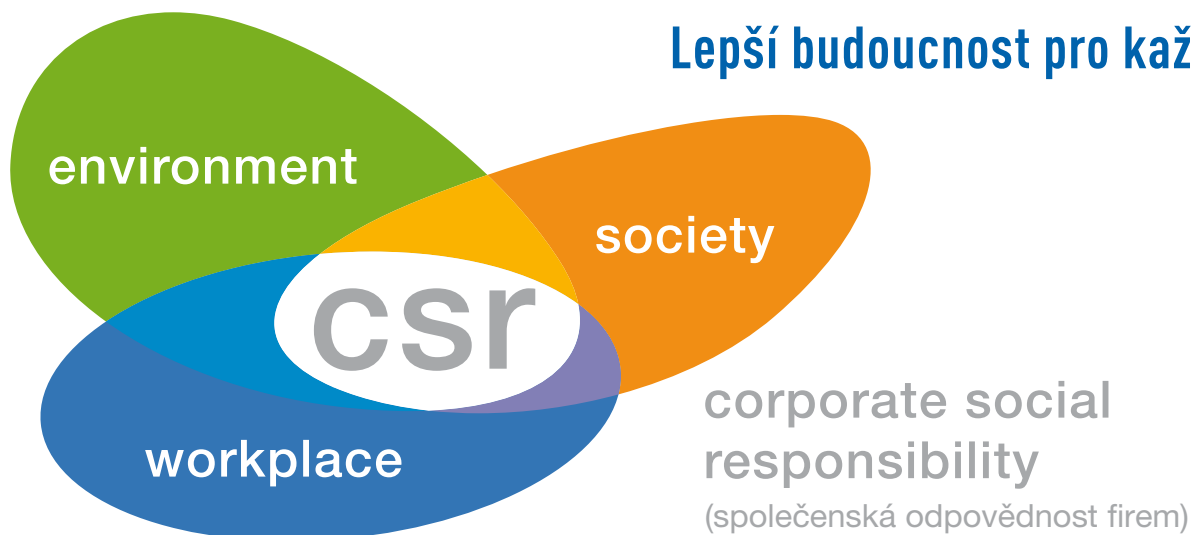 Lepší budoucnost pro kaž
environment
society
csr
workplace
corporate social
responsibility
(společenská odpovědnost firem)